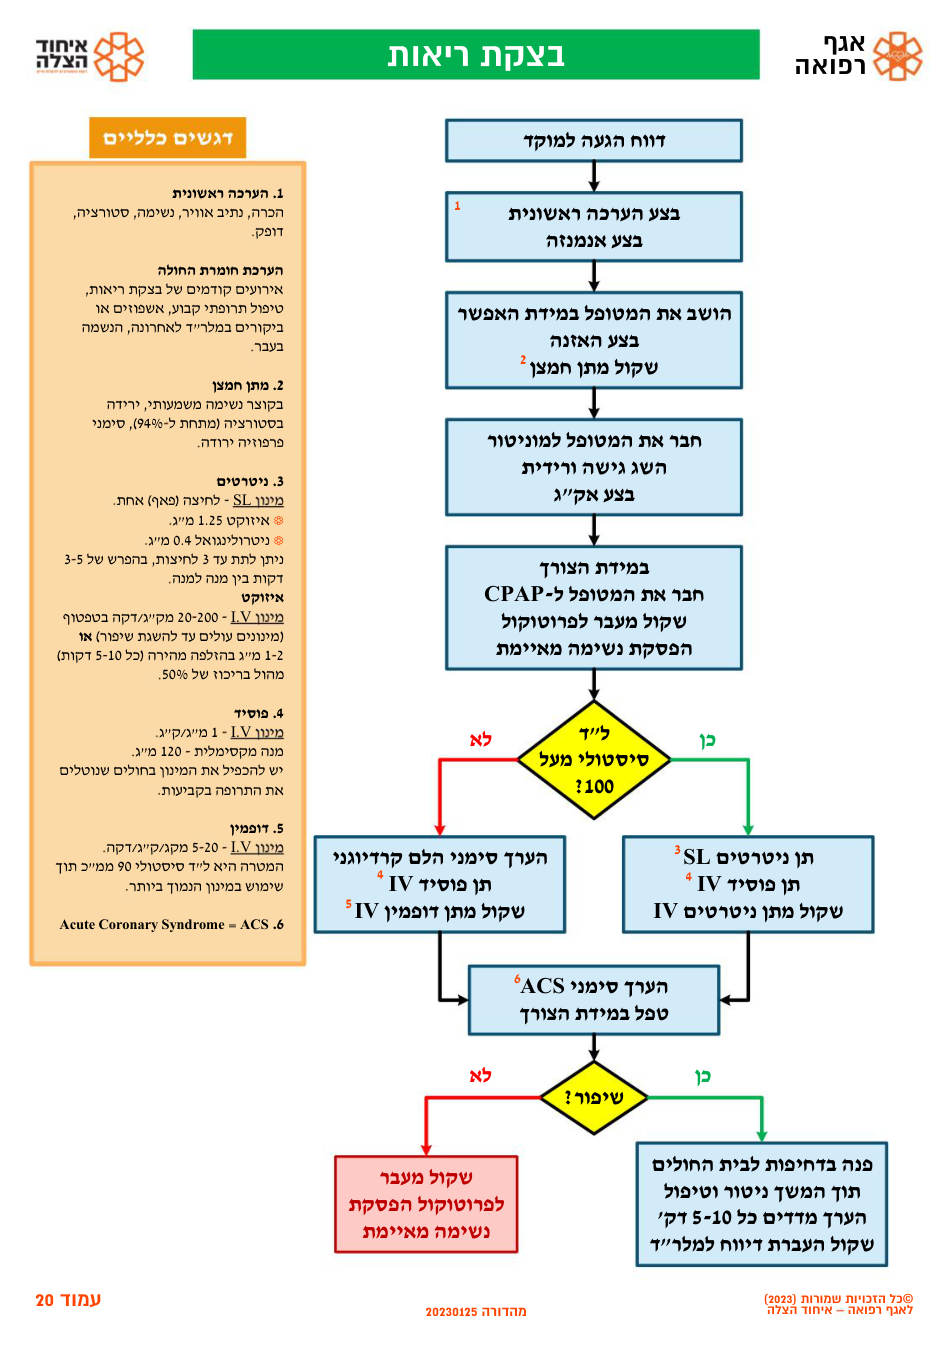 איחוד
הצלה
בצקת ריאות
אגף
רפואה
דגשים כלליים
1. הערכה ראשונית
הכרה, נתיב אוויר, נשימה, סטורציה,
דופק.
הערכת חומרת החולה
אירועים קודמים של בצקת ריאות,
טיפול תרופתי קבוע, אשפוזים או
ביקורים במלר״ד לאחרונה, הנשמה
בעבר.
2. מתן חמצן
בקוצר נשימה משמעותי, ירידה
בסטורציה (מתחת ל-94%), סימני
פרפוזיה ירודה.
3. ניטרטים
מינון SL - לחיצה (פאף) אחת.
איזוקט 1.25 מ״ג.
ניטרולינגואל 0.4 מ״ג.
ניתן לתת עד 3 לחיצות, בהפרש של 3-5
דקות בין מנה למנה.
איזוקט
מינון I.V - 20-200 מק״ג/דקה בטפטוף
(מינונים עולים עד להשגת שיפור) או
1-2 מ״ג בהזלפה מהירה (כל 5-10 דקות)
מהול בריכוז של 50%.
4. פוסיד
מינון I.V - 1 מ״ג/ק״ג.
מנה מקסימלית - 120 מ״ג.
יש להכפיל את המינון בחולים שנוטלים
את התרופה בקביעות.
5. דופמין
מינון I.V - 5-20 מקג/ק״ג/דקה.
המטרה היא ל״ד סיסטולי 90 ממ״כ תוך
שימוש במינון הנמוך ביותר.
6. Acute Coronary Syndrome = ACS
דווח הגעה למוקד
בצע הערכה ראשונית 1
בצע אנמנזה
הושב את המטופל במידת האפשר
בצע האזנה
שקול מתן חמצן 2
חבר את המטופל למוניטור
השג גישה ורידית
בצע אק״ג
במידת הצורך
חבר את המטופל ל-CPAP
שקול מעבר לפרוטוקול
הפסקת נשימה מאיימת
ל״ד
סיסטולי מעל
100?
כן
לא
תן ניטרטים SL 3
תן פוסיד IV 4
שקול מתן ניטרטים IV
הערך סימני הלם קרדיוגני
תן פוסיד IV 4
שקול מתן דופמין IV 5
הערך סימני ACS 6
טפל במידת הצורך
שיפור?
כן
לא
פנה בדחיפות לבית החולים
תוך המשך ניטור וטיפול
הערך מדדים כל 5-10 דק׳
שקול העברת דיווח למלר״ד
שקול מעבר
לפרוטוקול הפסקת
נשימה מאיימת
©כל הזכויות שמורות (2023)
לאגף רפואה – איחוד הצלה
מהדורה 20230125
עמוד 20